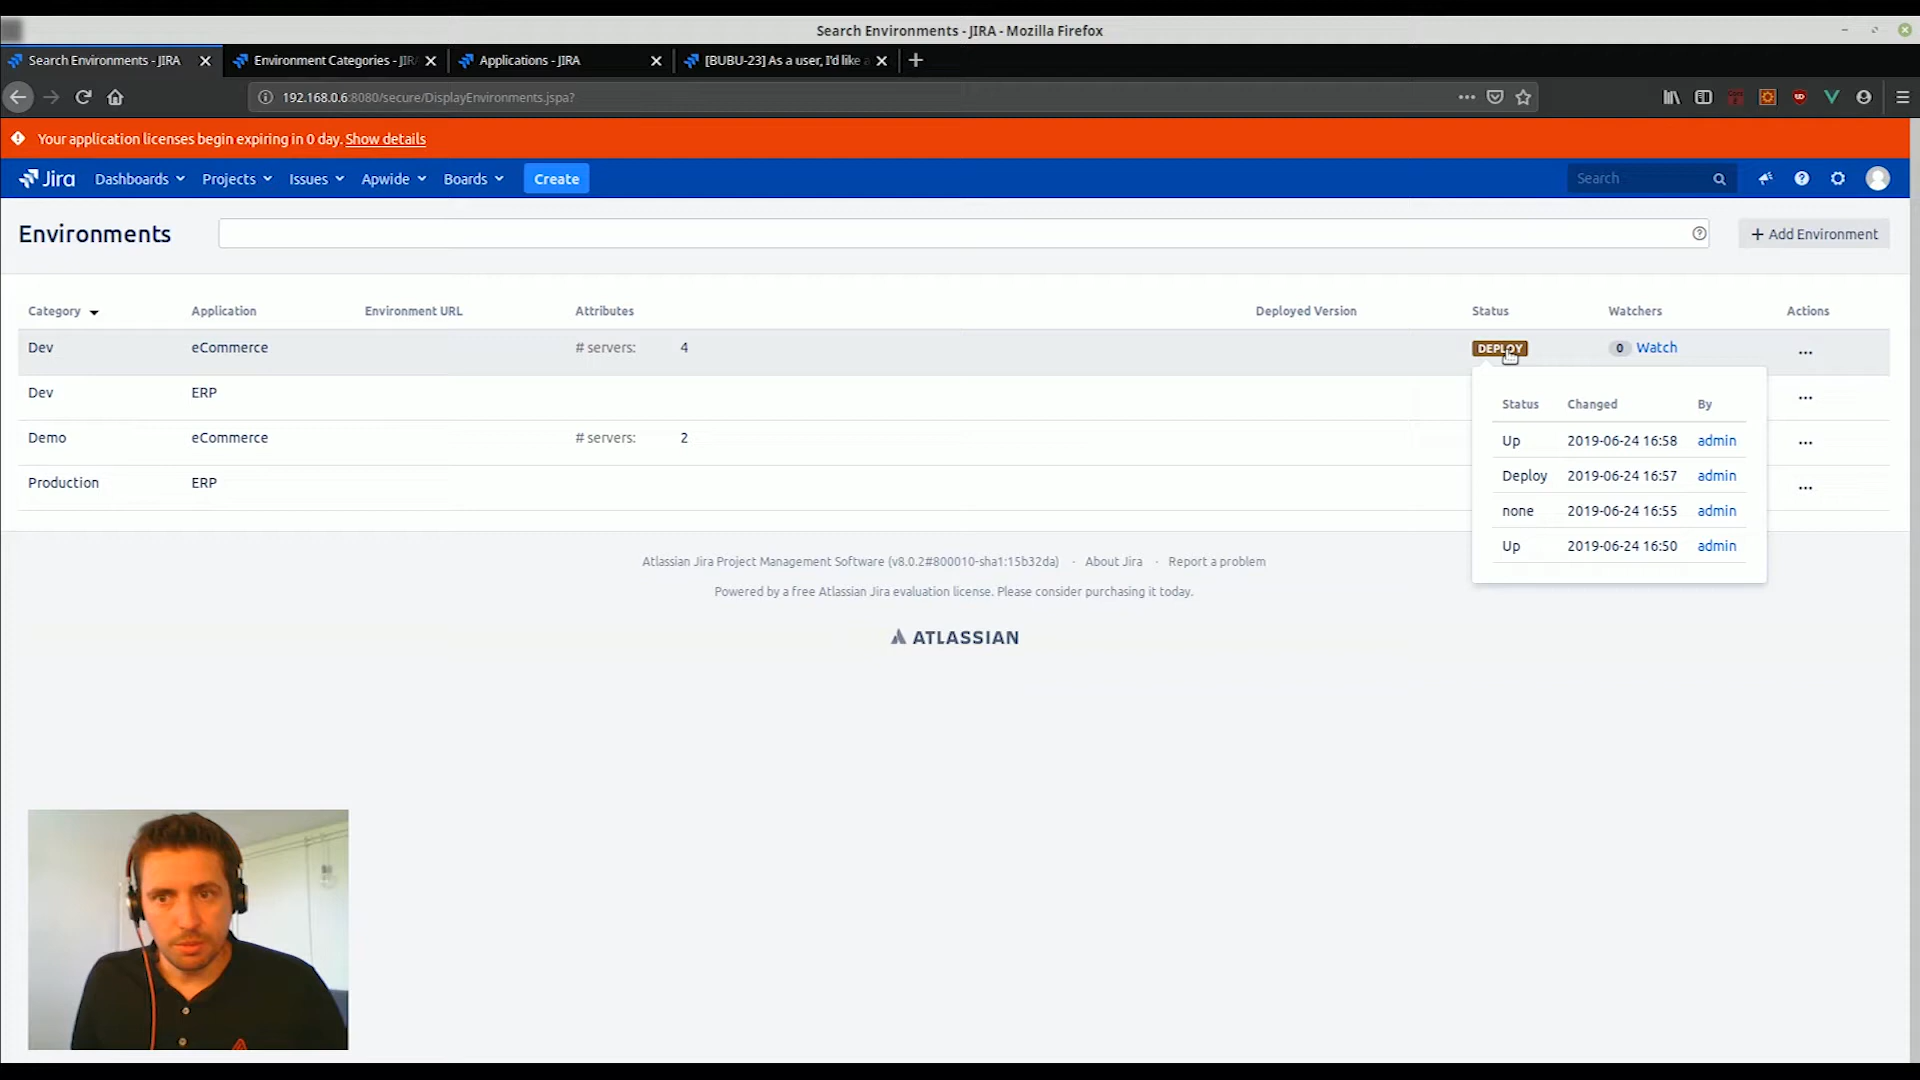 Search Environments - JIRA - Mozilla Firefox
Search Environments - JIRA
Environment Categories - JIR
Applications - JIRA
[BUBU-23] As a user, I'd like a
192.168.0.6:8080/secure/DisplayEnvironments.jspa?
Your application licenses begin expiring in 0 day. Show details
Jira Dashboards Projects Issues Apwide Boards Create Search
Environments
+ Add Environment
Category Application Environment URL Attributes Deployed Version Status Watchers Actions
Dev eCommerce # servers: 4 DEPLOY 0 Watch ...
Dev ERP ...
Demo eCommerce # servers: 2 ...
Production ERP ...
Status Changed By
Up 2019-06-24 16:58 admin
Deploy 2019-06-24 16:57 admin
none 2019-06-24 16:55 admin
Up 2019-06-24 16:50 admin
Atlassian Jira Project Management Software (v8.0.2#800010-sha1:15b32da) · About Jira · Report a problem
Powered by a free Atlassian Jira evaluation license. Please consider purchasing it today.
ATLASSIAN